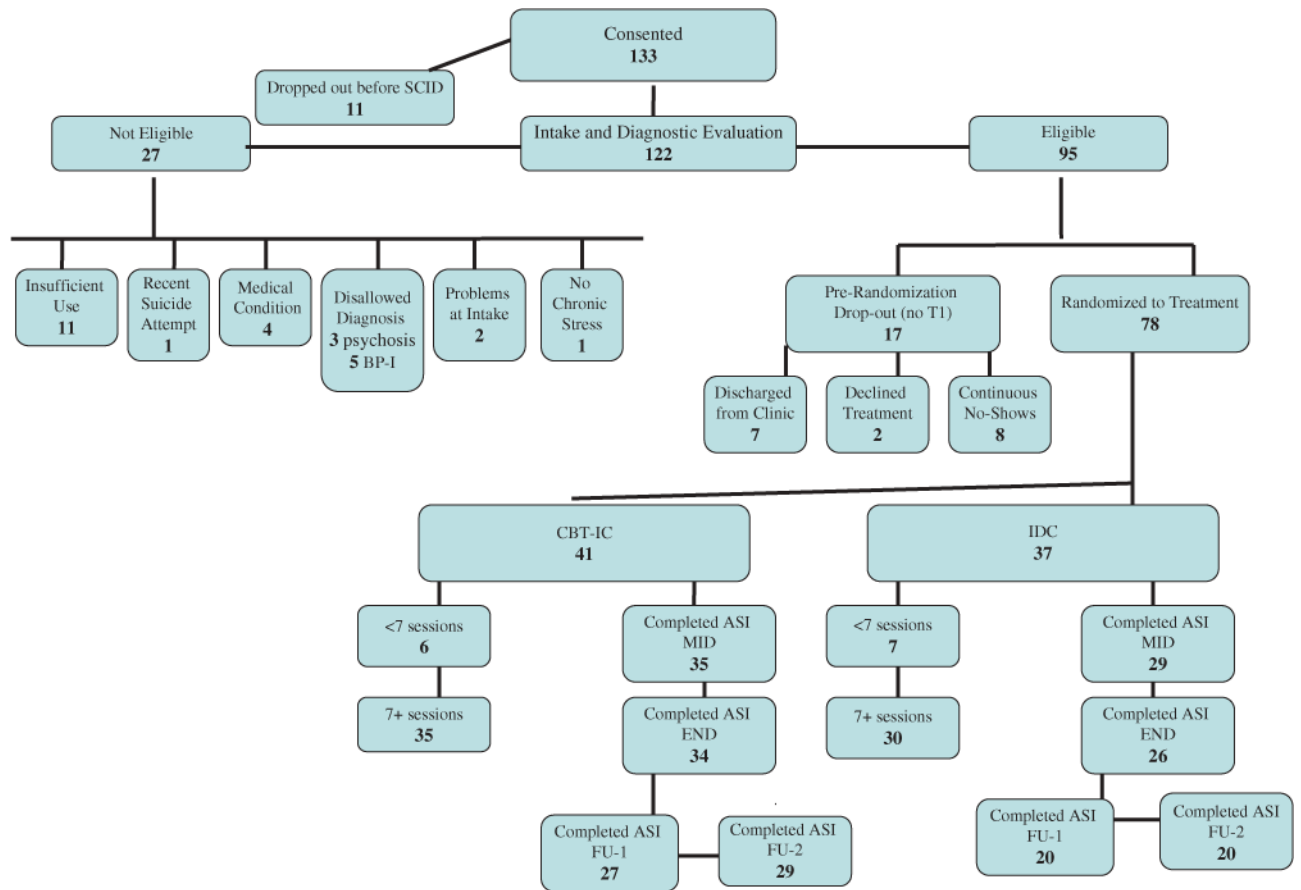 Consented
133
Dropped out before SCID
11
Not Eligible
27
Intake and Diagnostic Evaluation
122
Eligible
95
Insufficient
Use
11
Recent
Suicide
Attempt
1
Medical
Condition
4
Disallowed
Diagnosis
3 psychosis
5 BP-I
Problems
at Intake
2
No
Chronic
Stress
1
Pre-Randomization
Drop-out (no T1)
17
Randomized to Treatment
78
Discharged
from Clinic
7
Declined
Treatment
2
Continuous
No-Shows
8
CBT-IC
41
IDC
37
<7 sessions
6
Completed ASI
MID
35
<7 sessions
7
Completed ASI
MID
29
7+ sessions
35
Completed ASI
END
34
7+ sessions
30
Completed ASI
END
26
Completed ASI
FU-1
27
Completed ASI
FU-2
29
Completed ASI
FU-1
20
Completed ASI
FU-2
20